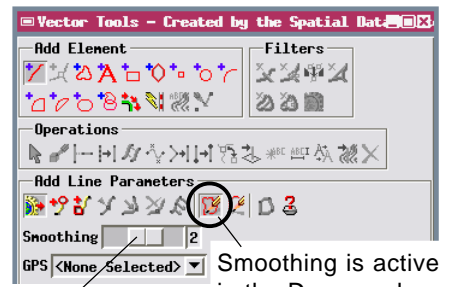 Vector Tools - Created by the Spatial Data
Add Element
Filters
Operations
Add Line Parameters
Smoothing 2
GPS <None Selected>
Smoothing is active